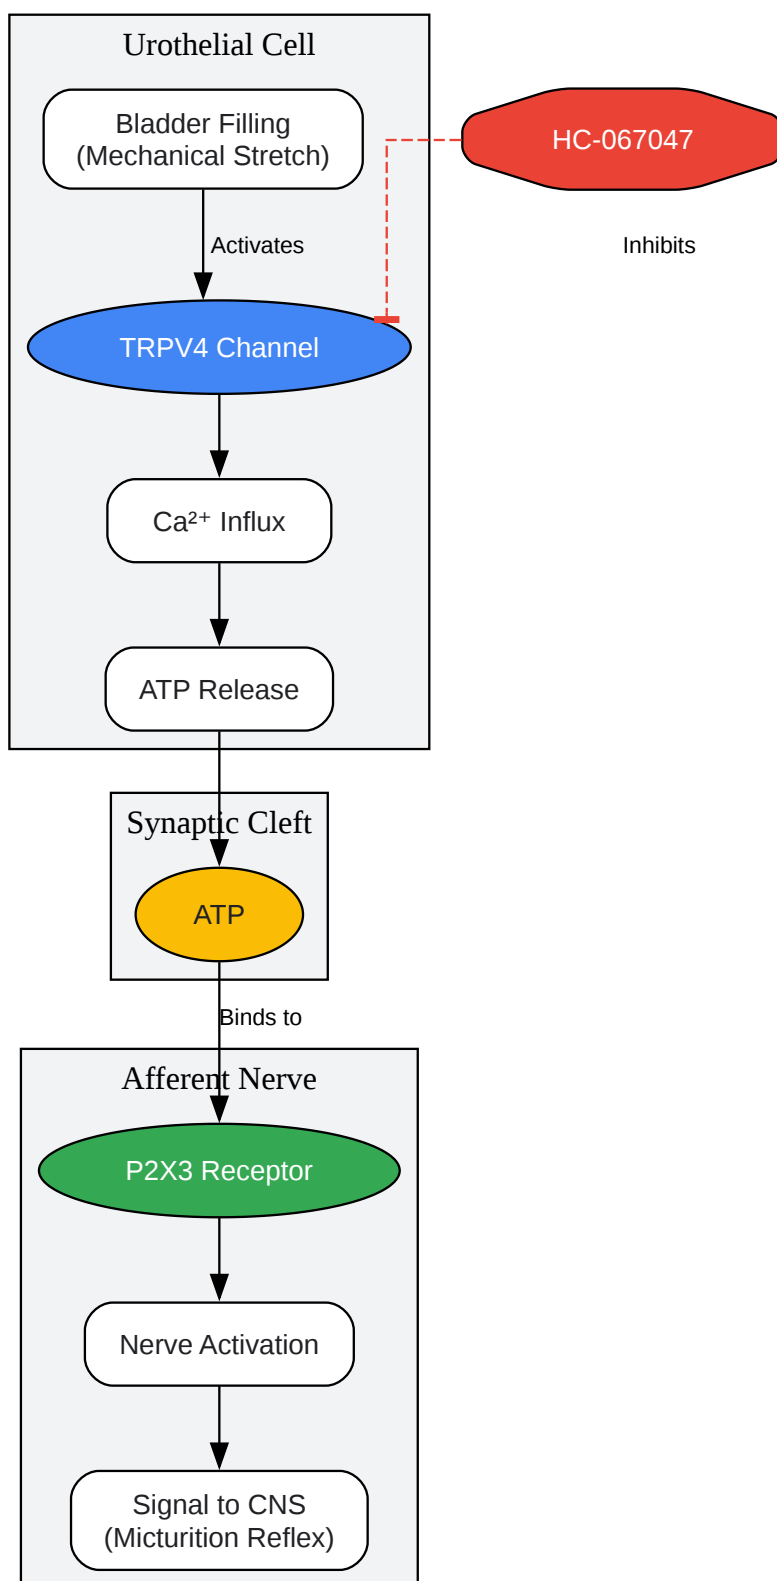 Urothelial Cell
Bladder Filling
(Mechanical Stretch)
HC-067047
Activates
Inhibits
TRPV4 Channel
Ca²⁺ Influx
ATP Release
Synaptic Cleft
ATP
Binds to
Afferent Nerve
P2X3 Receptor
Nerve Activation
Signal to CNS
(Micturition Reflex)